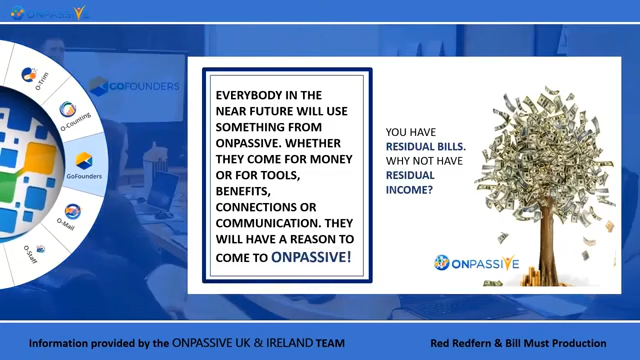 ONPASSIVE
O-Trim
O-Counting
GoFounders
O-Mail
O-Staff
GOFOUNDERS
EVERYBODY IN THE
NEAR FUTURE WILL USE
SOMETHING FROM
ONPASSIVE. WHETHER
THEY COME FOR MONEY
OR FOR TOOLS,
BENEFITS,
CONNECTIONS OR
COMMUNICATION. THEY
WILL HAVE A REASON TO
COME TO ONPASSIVE!
YOU HAVE
RESIDUAL BILLS.
WHY NOT HAVE
RESIDUAL
INCOME?
ONPASSIVE
Information provided by the ONPASSIVE UK & IRELAND TEAM
Red Redfern & Bill Must Production